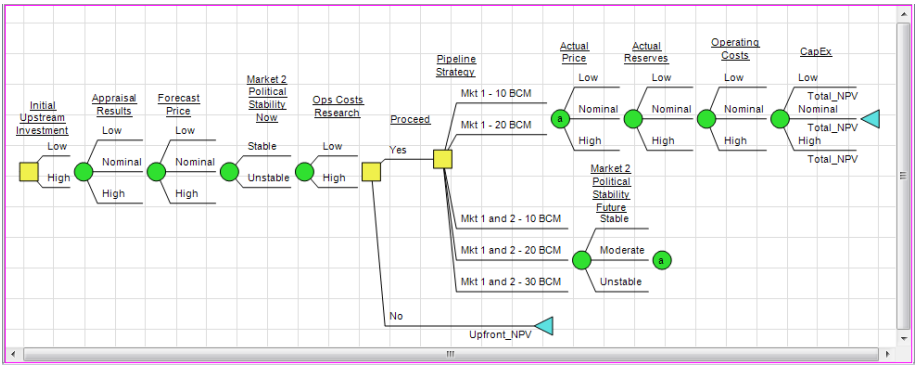 Initial
Upstream
Investment
Low
High
Appraisal
Results
Low
Nominal
High
Forecast
Price
Low
Nominal
High
Market 2
Political
Stability
Now
Stable
Unstable
Ops Costs
Research
Low
High
Proceed
Yes
No
Upfront_NPV
Pipeline
Strategy
Mkt 1 - 10 BCM
Mkt 1 - 20 BCM
Mkt 1 and 2 - 10 BCM
Mkt 1 and 2 - 20 BCM
Mkt 1 and 2 - 30 BCM
Actual
Price
a
Low
Nominal
High
Actual
Reserves
Low
Nominal
High
Operating
Costs
Low
Nominal
High
CapEx
Low
Total_NPV
Nominal
Total_NPV
High
Total_NPV
Market 2
Political
Stability
Future
Stable
Moderate
Unstable
a